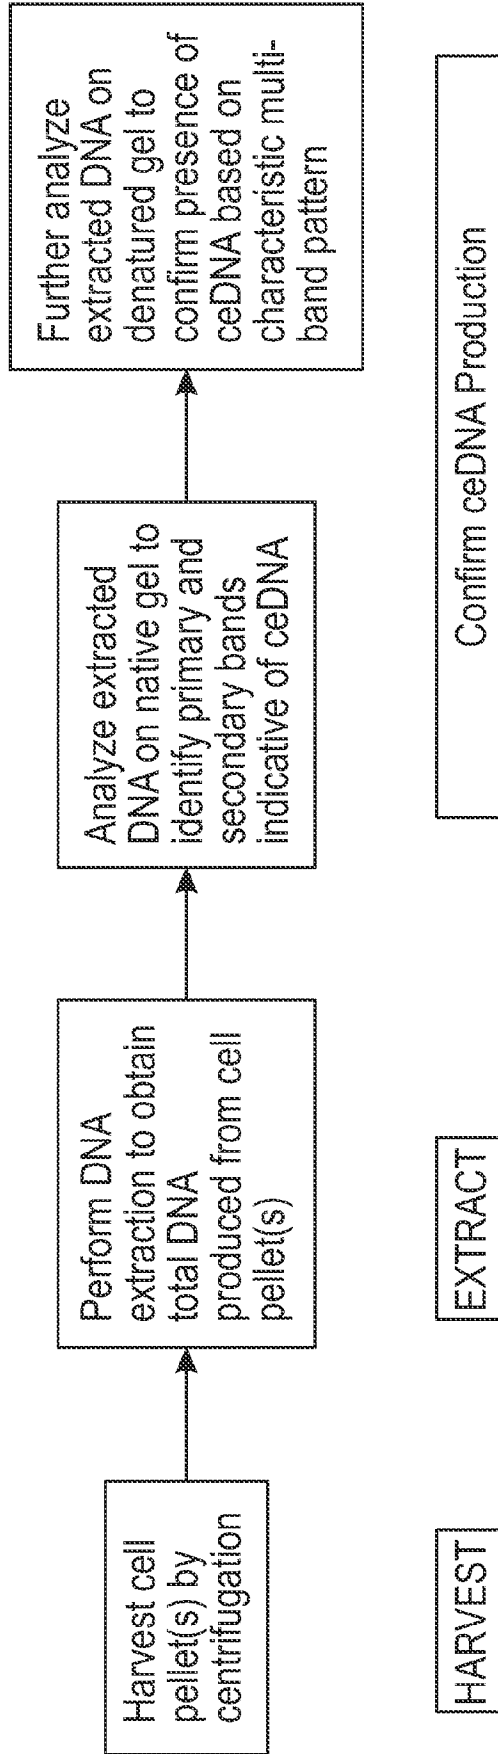 Harvest cell
pellet(s) by
centrifugation
Perform DNA
extraction to obtain
total DNA
produced from cell
pellet(s)
Analyze extracted
DNA on native gel to
identify primary and
secondary bands
indicative of ceDNA
Further analyze
extracted DNA on
denatured gel to
confirm presence of
ceDNA based on
characteristic multi-
band pattern
HARVEST
EXTRACT
Confirm ceDNA Production